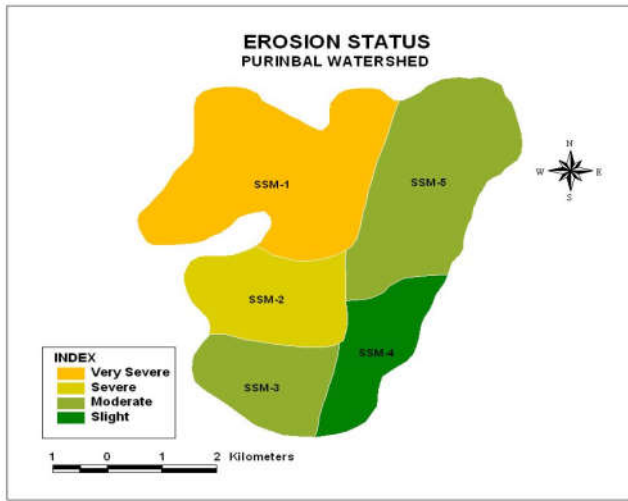 EROSION STATUS
PURINBAL WATERSHED
SSM-1
SSM-5
N
W E
S
SSM-2
SSM-4
SSM-3
INDEX
Very Severe
Severe
Moderate
Slight
1 0 1 2 Kilometers